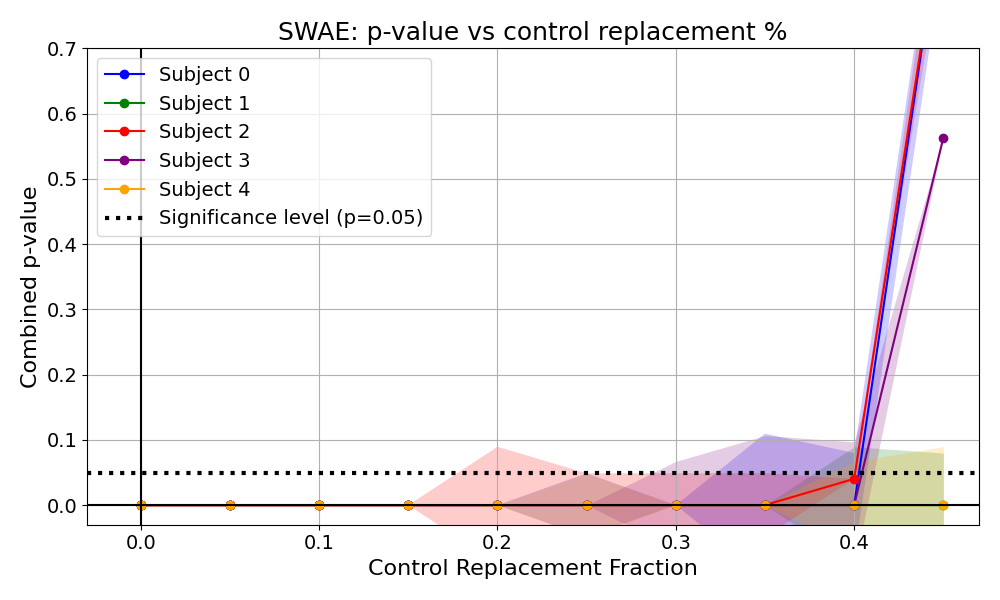 SWAE: p-value vs control replacement %
Combined p-value
0.7
0.6
0.5
0.4
0.3
0.2
0.1
0.0
Subject 0
Subject 1
Subject 2
Subject 3
Subject 4
Significance level (p=0.05)
0.0 0.1 0.2 0.3 0.4
Control Replacement Fraction